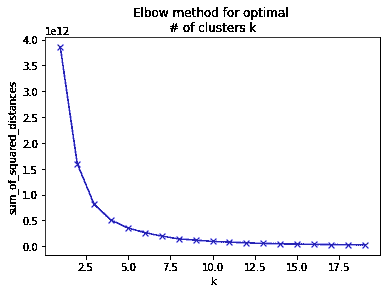 Elbow method for optimal
# of clusters k
1e12
4.0
3.5
3.0
2.5
2.0
1.5
1.0
0.5
0.0
sum_of_squared_distances
2.5 5.0 7.5 10.0 12.5 15.0 17.5
k